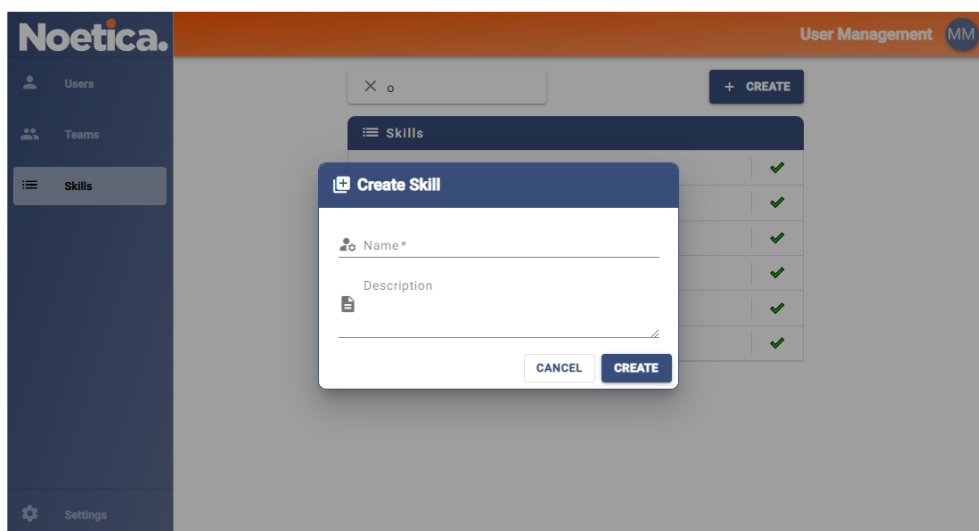 Noetica.
User Management MM
Users
Teams
Skills
Settings
o
+ CREATE
Skills
Create Skill
Name*
Description
CANCEL
CREATE